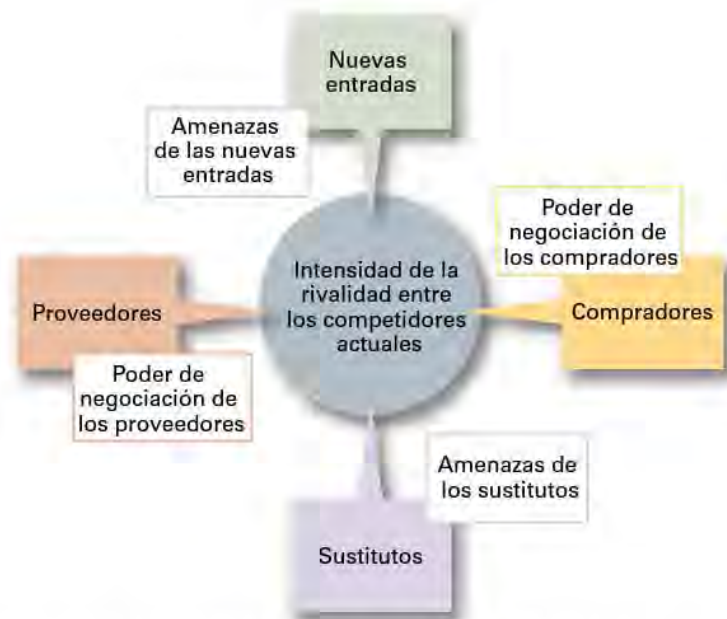 Nuevas
entradas
Amenazas
de las nuevas
entradas
Poder de
negociación de
los compradores
Proveedores
Intensidad de la
rivalidad entre
los competidores
actuales
Compradores
Poder de
negociación de
los proveedores
Amenazas de
los sustitutos
Sustitutos